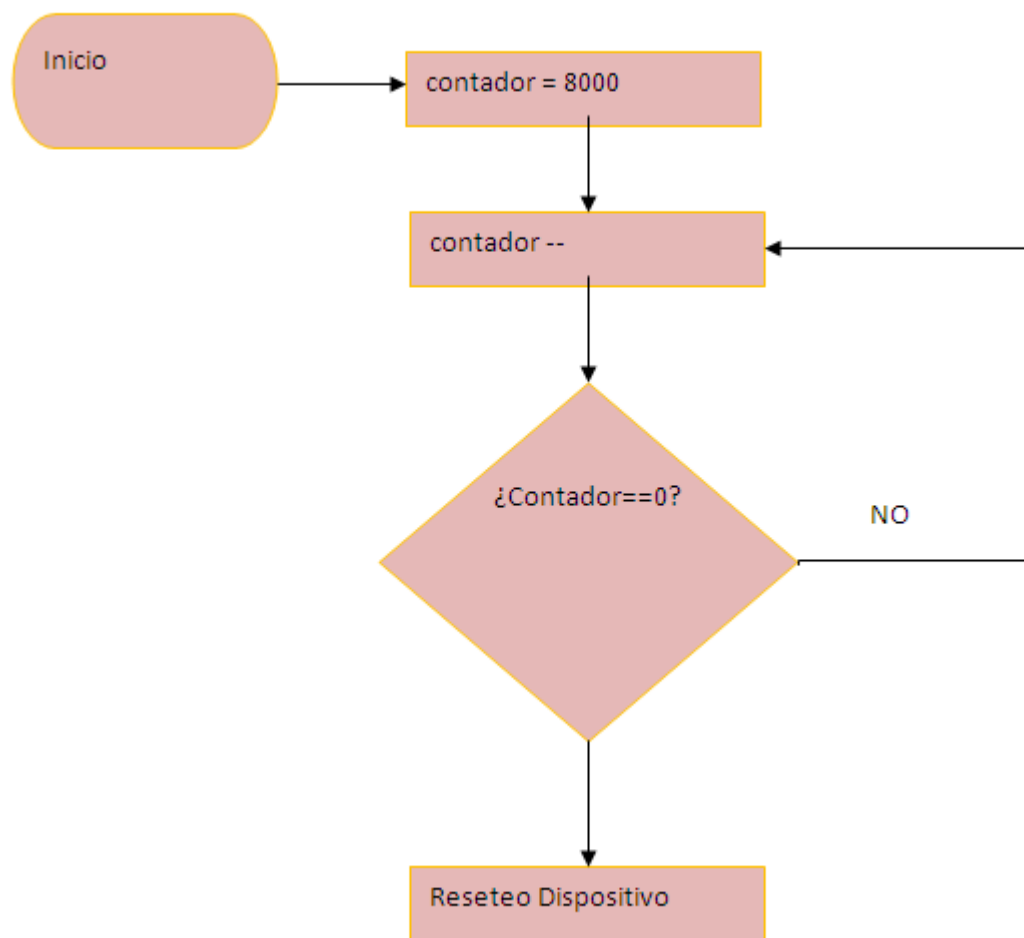 Inicio
contador = 8000
contador --
¿Contador==0?
NO
Reseteo Dispositivo